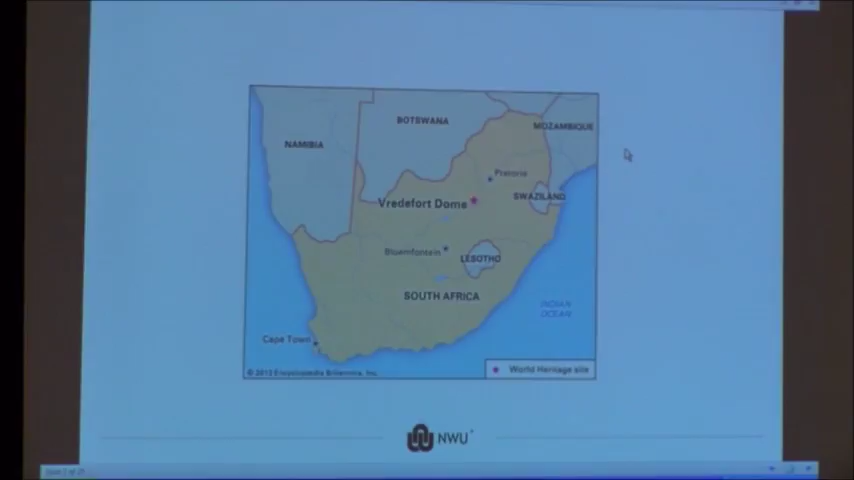 BOTSWANA
MOZAMBIQUE
NAMIBIA
Pretoria
SWAZILAND
Vredefort Dome
Bloemfontein
LESOTHO
SOUTH AFRICA
INDIAN
OCEAN
Cape Town
World Heritage site
© 2013 Encyclopædia Britannica, Inc.
NWU